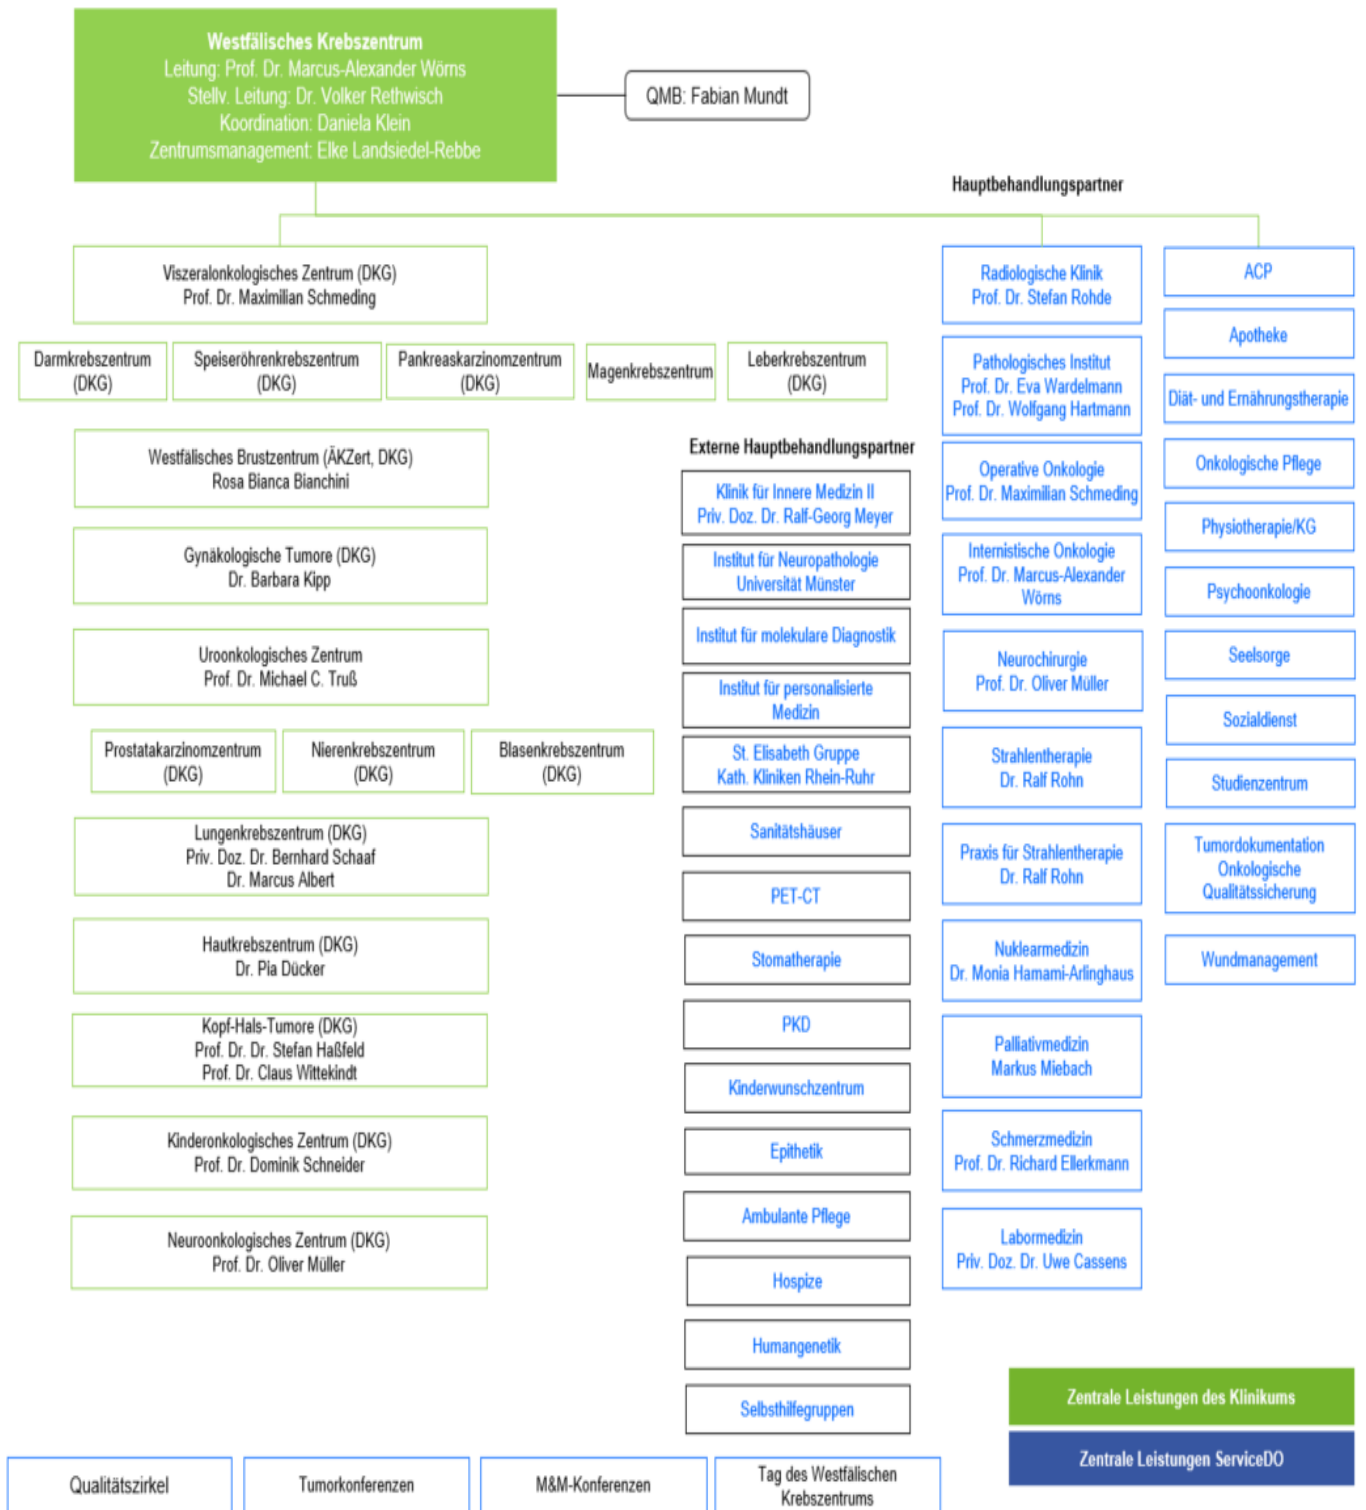 Westfälisches Krebszentrum
Leitung: Prof. Dr. Marcus-Alexander Wörns
Stellv. Leitung: Dr. Volker Rethwisch
Koordination: Daniela Klein
Zentrumsmanagement: Elke Landsiedel-Rebbe
QMB: Fabian Mundt
Viszeralonkologisches Zentrum (DKG)
Prof. Dr. Maximilian Schmeding
Darmkrebszentrum
(DKG)
Speiseröhrenkrebszentrum
(DKG)
Pankreaskarzinomzentrum
(DKG)
Magenkrebszentrum
Leberkrebszentrum
(DKG)
Westfälisches Brustzentrum (ÄKZert, DKG)
Rosa Bianca Bianchini
Gynäkologische Tumore (DKG)
Dr. Barbara Kipp
Uroonkologisches Zentrum
Prof. Dr. Michael C. Truß
Prostatakarzinomzentrum
(DKG)
Nierenkrebszentrum
(DKG)
Blasenkrebszentrum
(DKG)
Lungenkrebszentrum (DKG)
Priv. Doz. Dr. Bernhard Schaaf
Dr. Marcus Albert
Hautkrebszentrum (DKG)
Dr. Pia Dücker
Kopf-Hals-Tumore (DKG)
Prof. Dr. Dr. Stefan Haßfeld
Prof. Dr. Claus Wittekindt
Kinderonkologisches Zentrum (DKG)
Prof. Dr. Dominik Schneider
Neuroonkologisches Zentrum (DKG)
Prof. Dr. Oliver Müller
Externe Hauptbehandlungspartner
Klinik für Innere Medizin II
Priv. Doz. Dr. Ralf-Georg Meyer
Institut für Neuropathologie
Universität Münster
Institut für molekulare Diagnostik
Institut für personalisierte
Medizin
St. Elisabeth Gruppe
Kath. Kliniken Rhein-Ruhr
Sanitätshäuser
PET-CT
Stomatherapie
PKD
Kinderwunschzentrum
Epithetik
Ambulante Pflege
Hospize
Humangenetik
Selbsthilfegruppen
Hauptbehandlungspartner
Radiologische Klinik
Prof. Dr. Stefan Rohde
Pathologisches Institut
Prof. Dr. Eva Wardelmann
Prof. Dr. Wolfgang Hartmann
Operative Onkologie
Prof. Dr. Maximilian Schmeding
Internistische Onkologie
Prof. Dr. Marcus-Alexander
Wörns
Neurochirurgie
Prof. Dr. Oliver Müller
Strahlentherapie
Dr. Ralf Rohn
Praxis für Strahlentherapie
Dr. Ralf Rohn
Nuklearmedizin
Dr. Monia Hamami-Arlinghaus
Palliativmedizin
Markus Miebach
Schmerzmedizin
Prof. Dr. Richard Ellerkmann
Labormedizin
Priv. Doz. Dr. Uwe Cassens
ACP
Apotheke
Diät- und Ernährungstherapie
Onkologische Pflege
Physiotherapie/KG
Psychoonkologie
Seelsorge
Sozialdienst
Studienzentrum
Tumordokumentation
Onkologische
Qualitätssicherung
Wundmanagement
Zentrale Leistungen des Klinikums
Zentrale Leistungen ServiceDO
Qualitätszirkel
Tumorkonferenzen
M&M-Konferenzen
Tag des Westfälischen
Krebszentrums